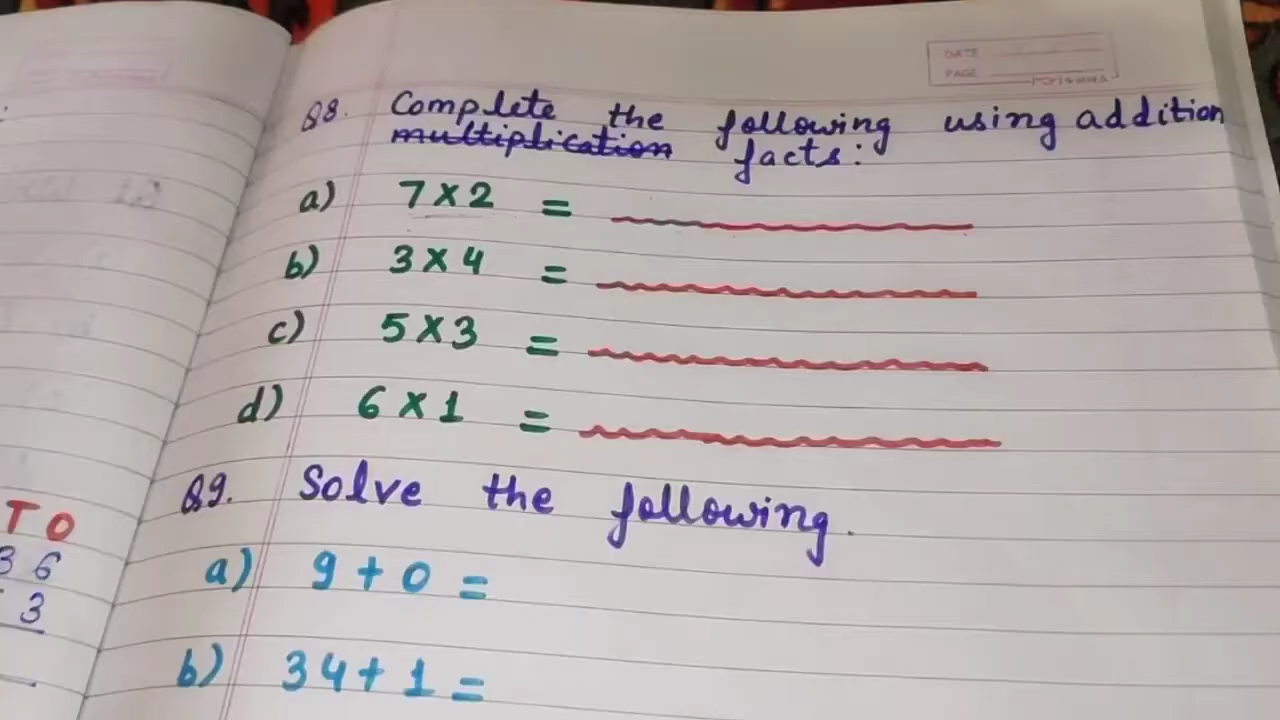 DATE
PAGE
Q8. Complete the following using addition
multiplication facts:
a) 7 × 2 =
b) 3 × 4 =
c) 5 × 3 =
d) 6 × 1 =
Q9. Solve the following.
a) 9 + 0 =
b) 34 + 1 =
T O
3 6
3